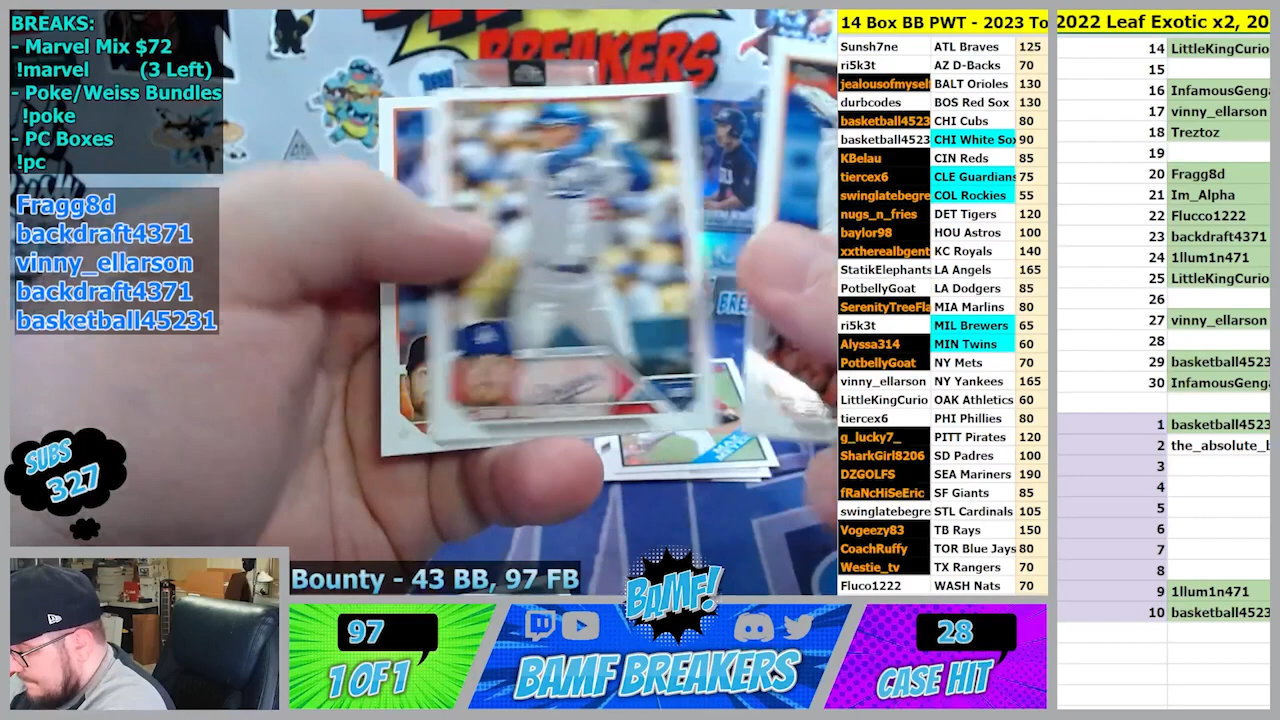 BREAKS:
- Marvel Mix $72
!marvel (3 Left)
- Poke/Weiss Bundles
!poke
- PC Boxes
!pc
Fragg8d
backdraft4371
vinny_ellarson
backdraft4371
basketball45231
SUBS
327
BREAKERS
Bounty - 43 BB, 97 FB
97
1 OF 1
BAMF!
BAMF BREAKERS
28
CASE HIT
14 Box BB PWT - 2023 To
Sunsh7ne ATL Braves 125
ri5k3t AZ D-Backs 70
jealousofmysel BALT Orioles 130
durbcodes BOS Red Sox 130
basketball4523 CHI Cubs 80
basketball4523 CHI White Sox 90
KBelau CIN Reds 85
tiercex6 CLE Guardians 75
swinglatebegre COL Rockies 55
nugs_n_fries DET Tigers 120
baylor98 HOU Astros 100
xxtherealbgent KC Royals 140
StatikElephants LA Angels 165
PotbellyGoat LA Dodgers 85
SerenityTreeFla MIA Marlins 80
ri5k3t MIL Brewers 65
Alyssa314 MIN Twins 60
PotbellyGoat NY Mets 70
vinny_ellarson NY Yankees 165
LittleKingCurio OAK Athletics 60
tiercex6 PHI Phillies 80
g_lucky7_ PITT Pirates 120
SharkGirl8206 SD Padres 100
DZGOLFS SEA Mariners 190
fRaNcHiSeEric SF Giants 85
swinglatebegre STL Cardinals 105
Vogeezy83 TB Rays 150
CoachRuffy TOR Blue Jays 80
Westie_tv TX Rangers 70
Fluco1222 WASH Nats 70
2022 Leaf Exotic x2, 20
14 LittleKingCurio
15
16 InfamousGenga
17 vinny_ellarson
18 Treztoz
19
20 Fragg8d
21 Im_Alpha
22 Flucco1222
23 backdraft4371
24 1llum1n471
25 LittleKingCurio
26
27 vinny_ellarson
28
29 basketball4523
30 InfamousGenga
1 basketball4523
2 the_absolute_b
3
4
5
6
7
8
9 1llum1n471
10 basketball4523